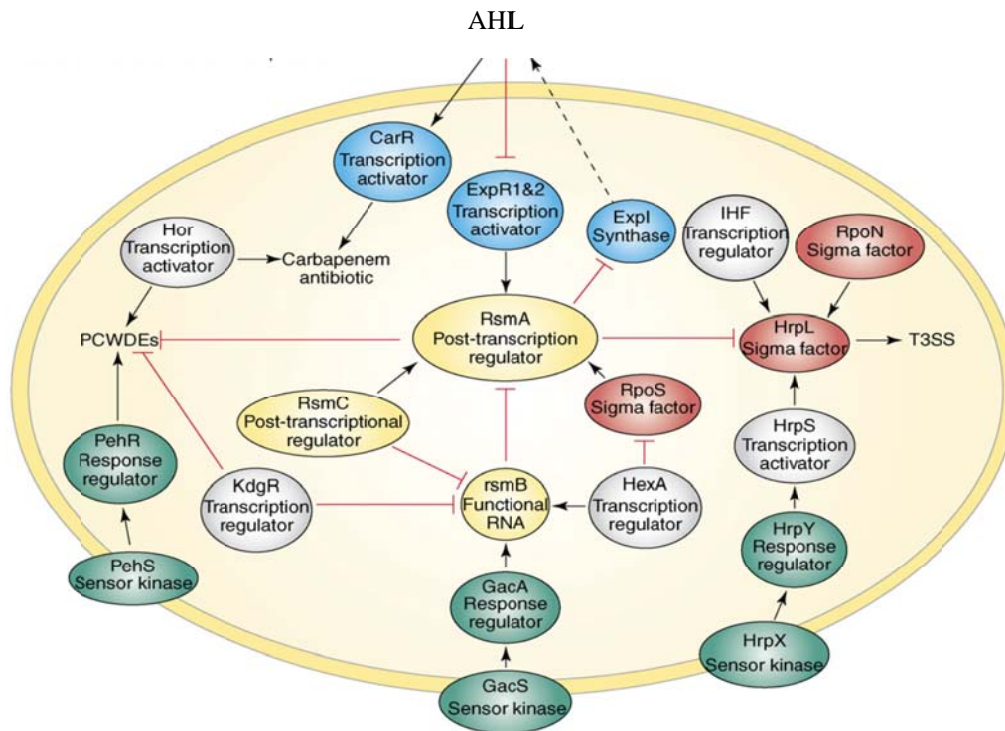 AHL
CarR
Transcription
activator
ExpR1&2
Transcription
activator
ExpI
Synthase
IHF
Transcription
regulator
RpoN
Sigma factor
Hor
Transcription
activator
Carbapenem
antibiotic
PCWDEs
RsmA
Post-transcription
regulator
HrpL
Sigma factor
T3SS
RsmC
Post-transcriptional
regulator
RpoS
Sigma factor
PehR
Response
regulator
HrpS
Transcription
activator
KdgR
Transcription
regulator
rsmB
Functional
RNA
HexA
Transcription
regulator
HrpY
Response
regulator
PehS
Sensor kinase
GacA
Response
regulator
HrpX
Sensor kinase
GacS
Sensor kinase